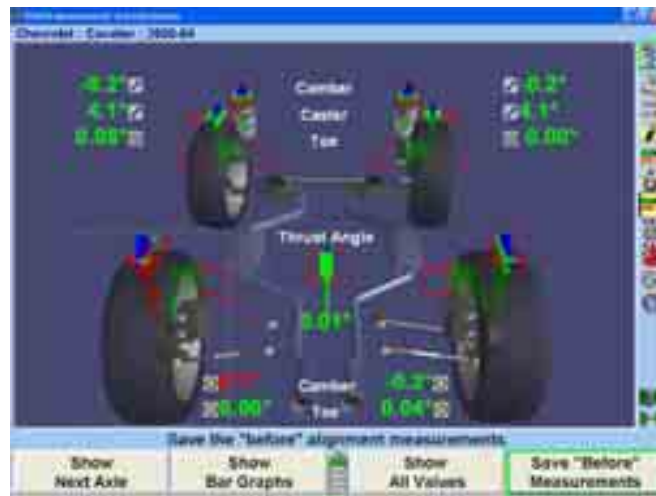 Chevrolet : Cavalier : 2000-04
-0.2° Camber -0.2°
4.1° Caster 4.1°
0.00° Toe 0.00°
Thrust Angle
0.01°
Camber -0.2°
0.00° Toe 0.04°
Save the "before" alignment measurements.
Show Next Axle
Show Bar Graphs
Show All Values
Save "Before" Measurements